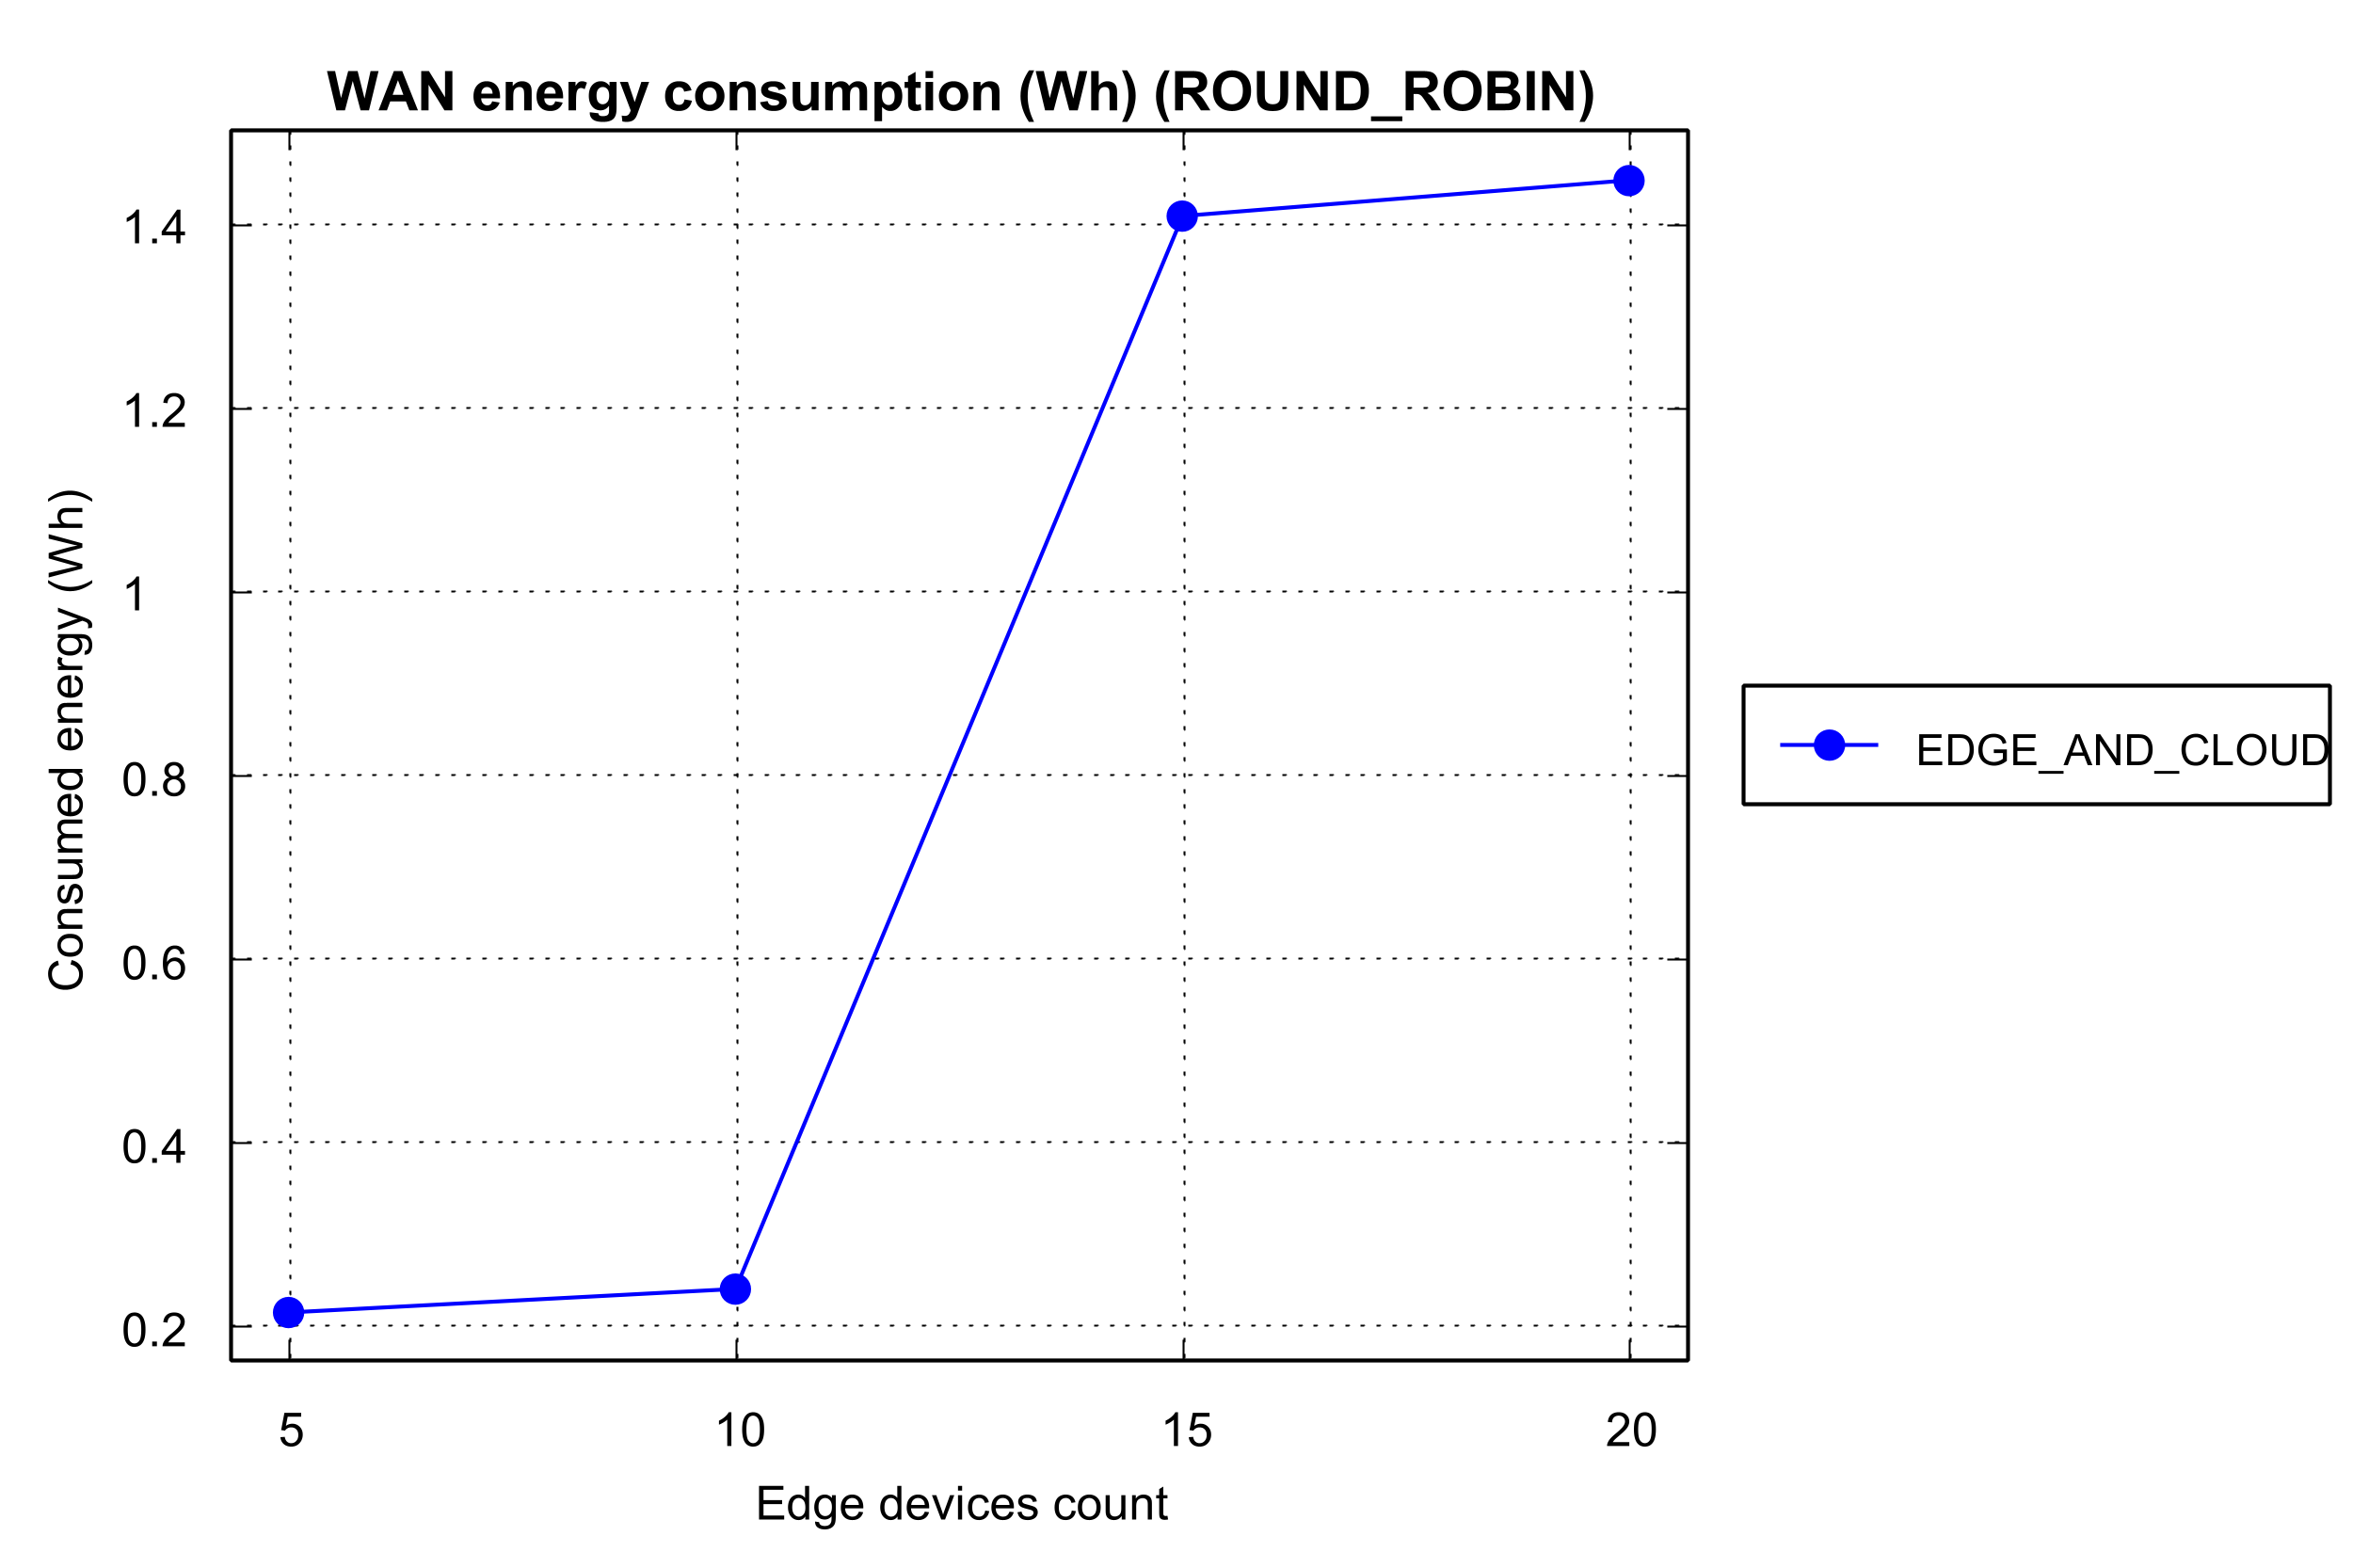 WAN energy consumption (Wh) (ROUND_ROBIN)
Consumed energy (Wh)
1.4
1.2
1
0.8
0.6
0.4
0.2
5 10 15 20
Edge devices count
EDGE_AND_CLOUD